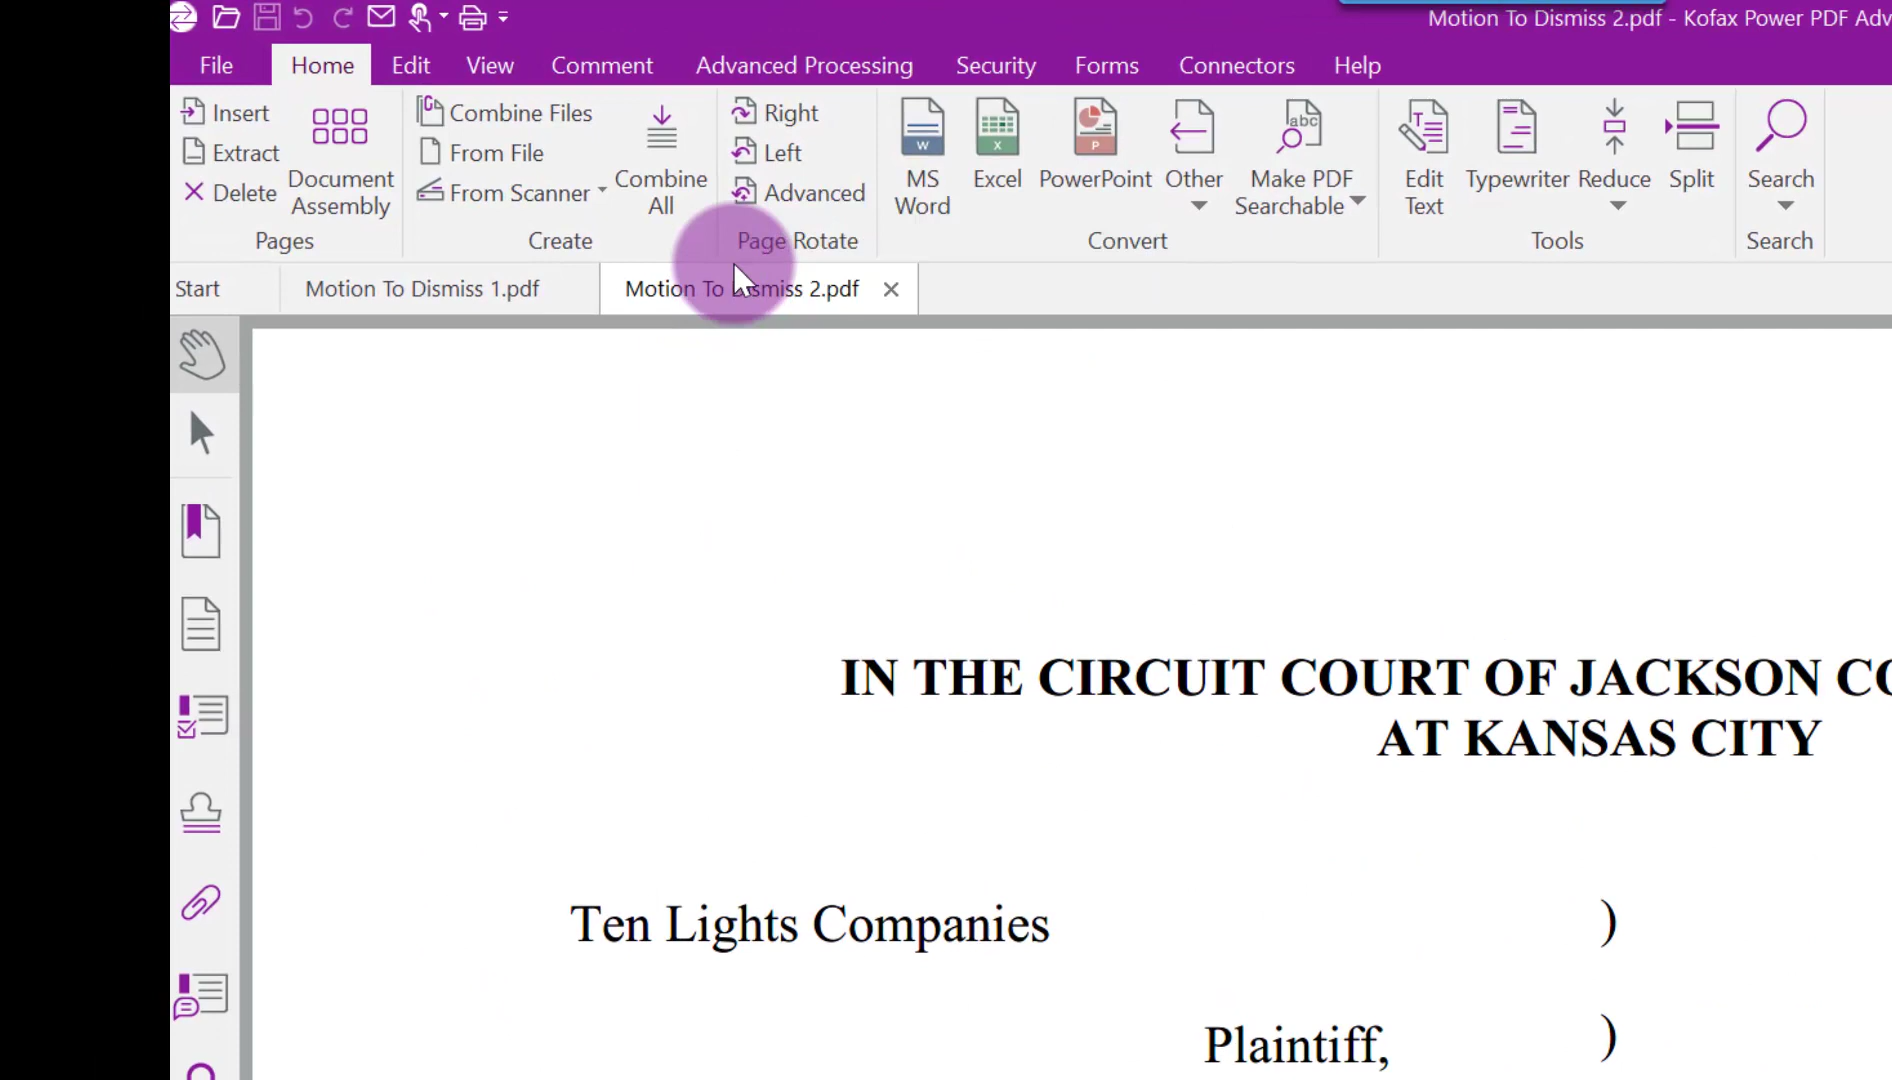 Motion To Dismiss 2.pdf - Kofax Power PDF Adv
File Home Edit View Comment Advanced Processing Security Forms Connectors Help
Insert
Extract
Delete
Document
Assembly
Pages
Combine Files
From File
From Scanner
Combine
All
Create
Right
Left
Advanced
Page Rotate
W
MS
Word
X
Excel
P
PowerPoint
Other
abc
Make PDF
Searchable
Convert
T
Edit
Text
Typewriter
Reduce
Split
Tools
Search
Search
Start
Motion To Dismiss 1.pdf
Motion To Dismiss 2.pdf
IN THE CIRCUIT COURT OF JACKSON CO
AT KANSAS CITY
Ten Lights Companies )
Plaintiff, )